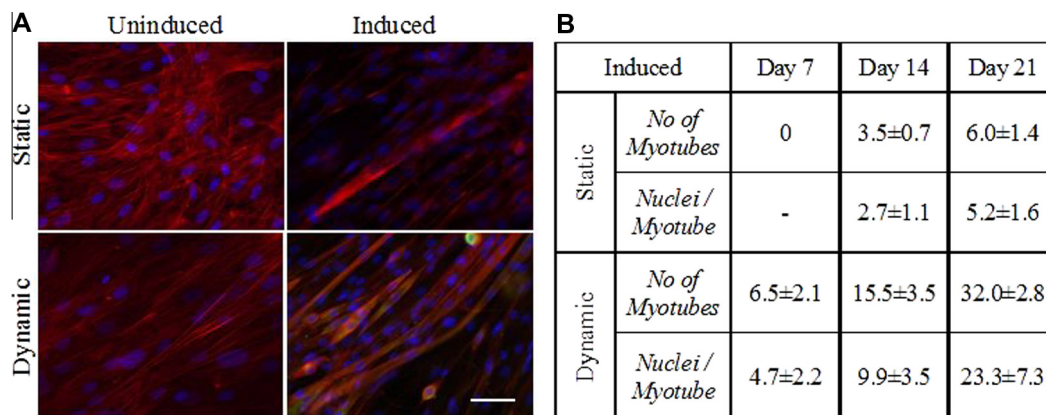 A
Uninduced
Induced
Static
Dynamic
B
Induced
Day 7
Day 14
Day 21
Static
No of
Myotubes
0
3.5±0.7
6.0±1.4
Nuclei /
Myotube
-
2.7±1.1
5.2±1.6
Dynamic
No of
Myotubes
6.5±2.1
15.5±3.5
32.0±2.8
Nuclei /
Myotube
4.7±2.2
9.9±3.5
23.3±7.3